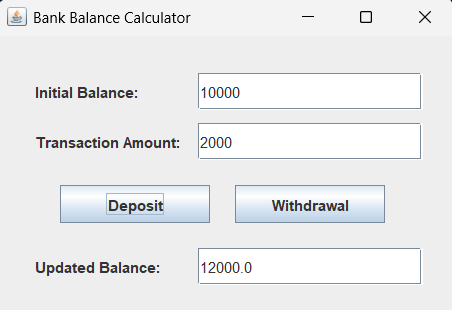 Bank Balance Calculator
Initial Balance: 10000
Transaction Amount: 2000
Deposit Withdrawal
Updated Balance: 12000.0